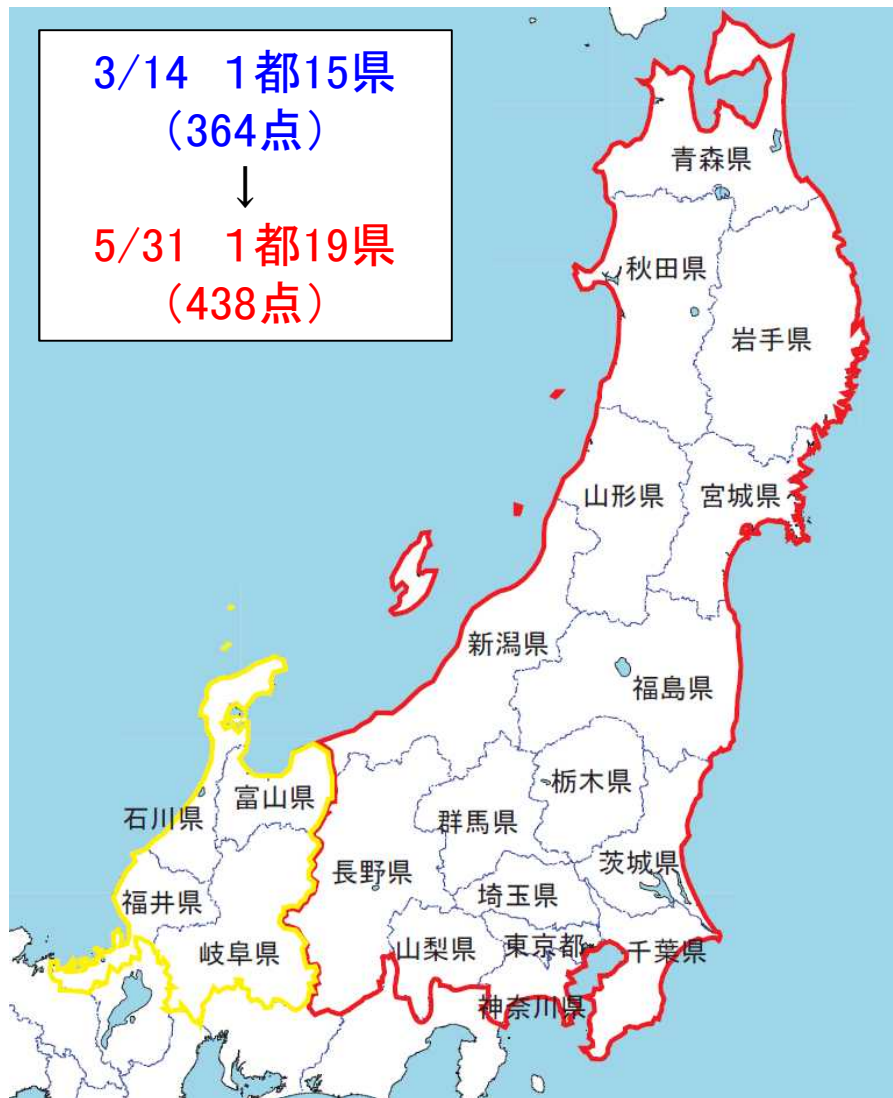 3/14 １都15県
（364点）
↓
5/31 １都19県
（438点）
青森県
秋田県
岩手県
山形県
宮城県
新潟県
福島県
栃木県
富山県
石川県
群馬県
茨城県
長野県
埼玉県
福井県
岐阜県
山梨県
東京都
千葉県
神奈川県